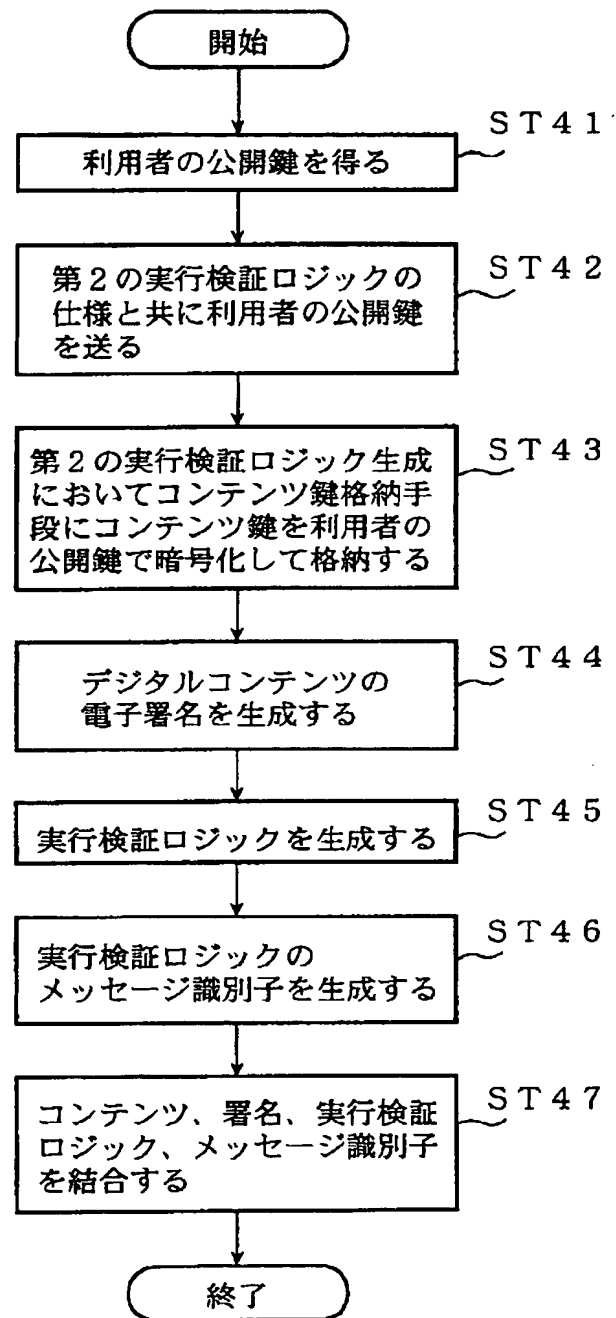 開始
ST41
利用者の公開鍵を得る
ST42
第2の実行検証ロジックの
仕様と共に利用者の公開鍵
を送る
ST43
第2の実行検証ロジック生成
においてコンテンツ鍵格納手
段にコンテンツ鍵を利用者の
公開鍵で暗号化して格納する
ST44
デジタルコンテンツの
電子署名を生成する
ST45
実行検証ロジックを生成する
ST46
実行検証ロジックの
メッセージ識別子を生成する
ST47
コンテンツ、署名、実行検証
ロジック、メッセージ識別子
を結合する
終了